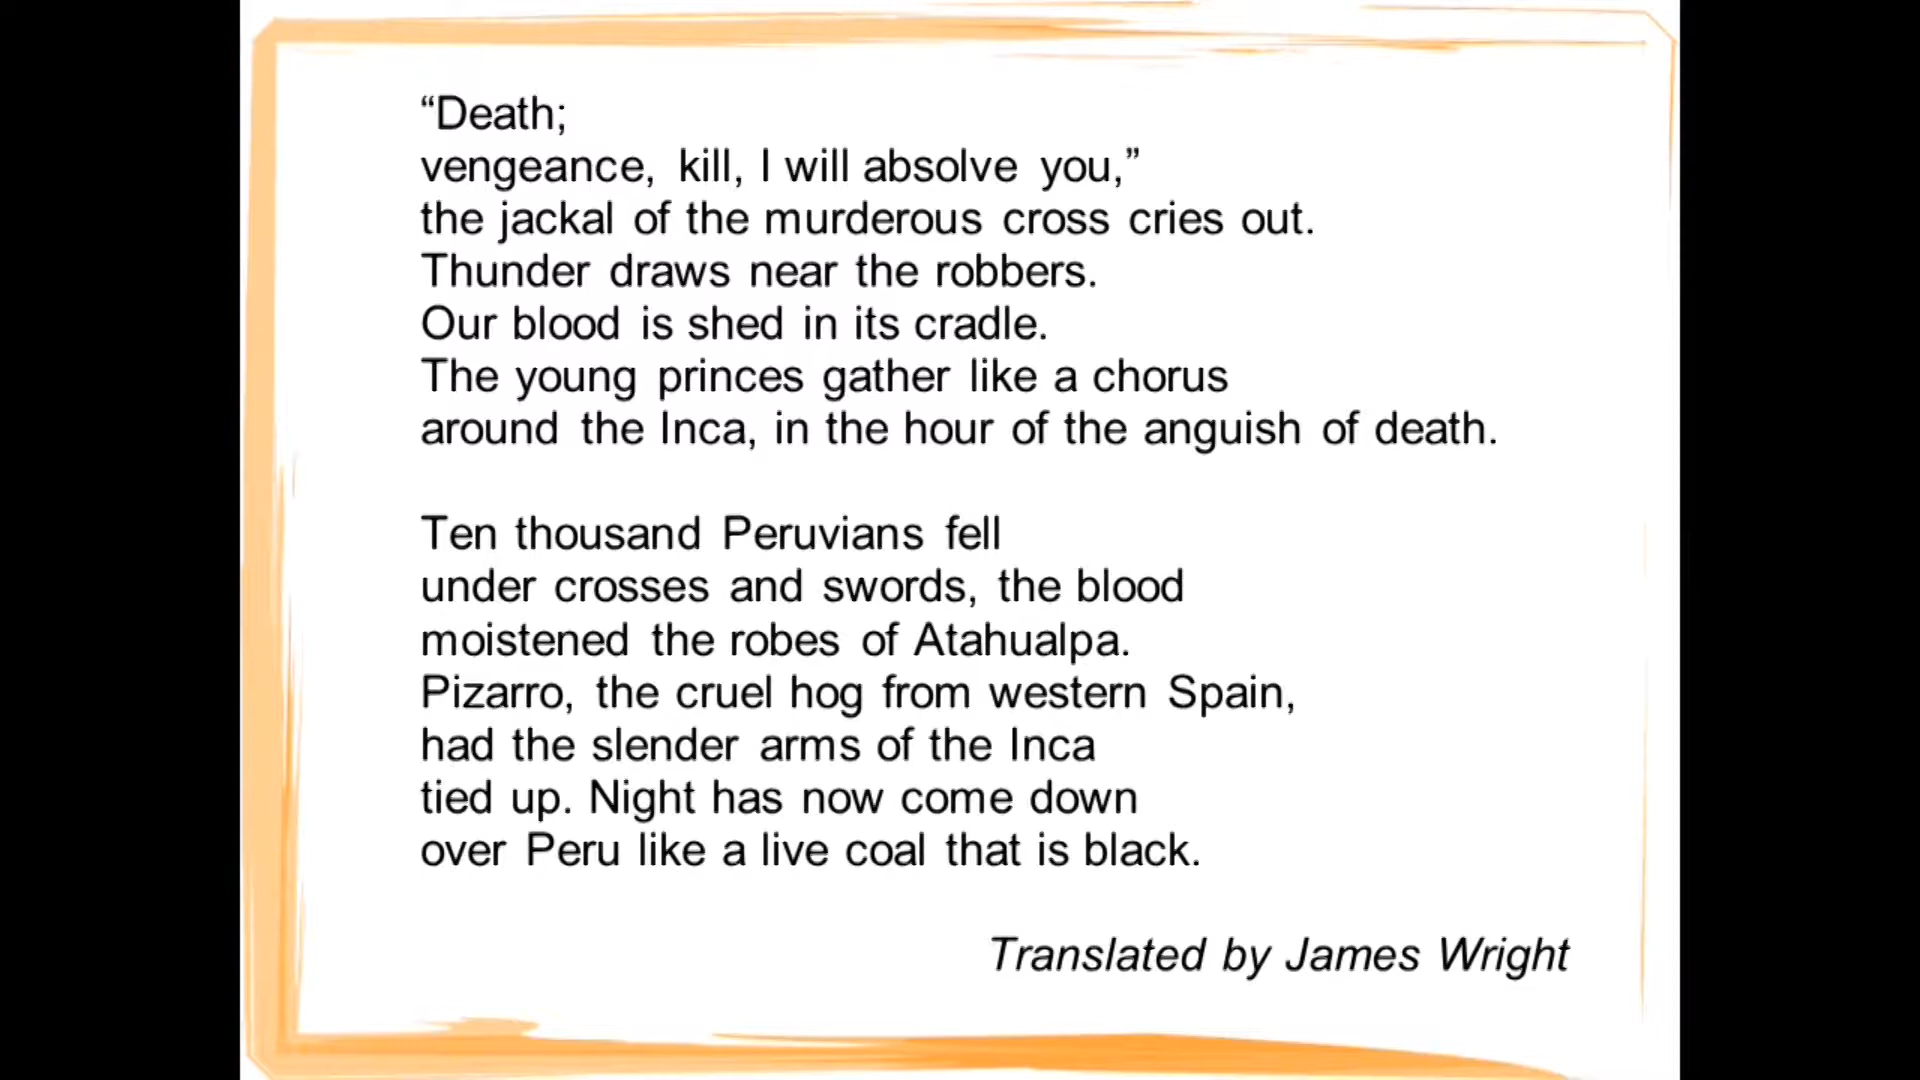 “Death;
vengeance, kill, I will absolve you,”
the jackal of the murderous cross cries out.
Thunder draws near the robbers.
Our blood is shed in its cradle.
The young princes gather like a chorus
around the Inca, in the hour of the anguish of death.
Ten thousand Peruvians fell
under crosses and swords, the blood
moistened the robes of Atahualpa.
Pizarro, the cruel hog from western Spain,
had the slender arms of the Inca
tied up. Night has now come down
over Peru like a live coal that is black.
Translated by James Wright